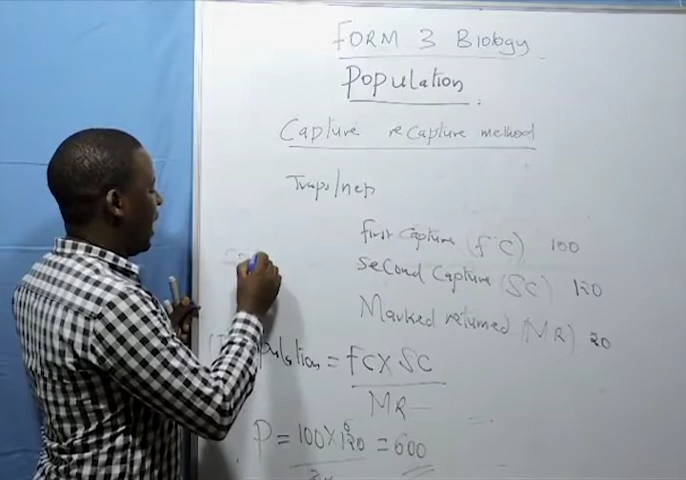 FORM 3 Biology
Population
Capture recapture method
Traps/nets
first capture (fC) 100
Second Capture (SC) 120
Marked returned (MR) 20
(P)opulation = fC X SC
MR
P = 100 X 120 = 600